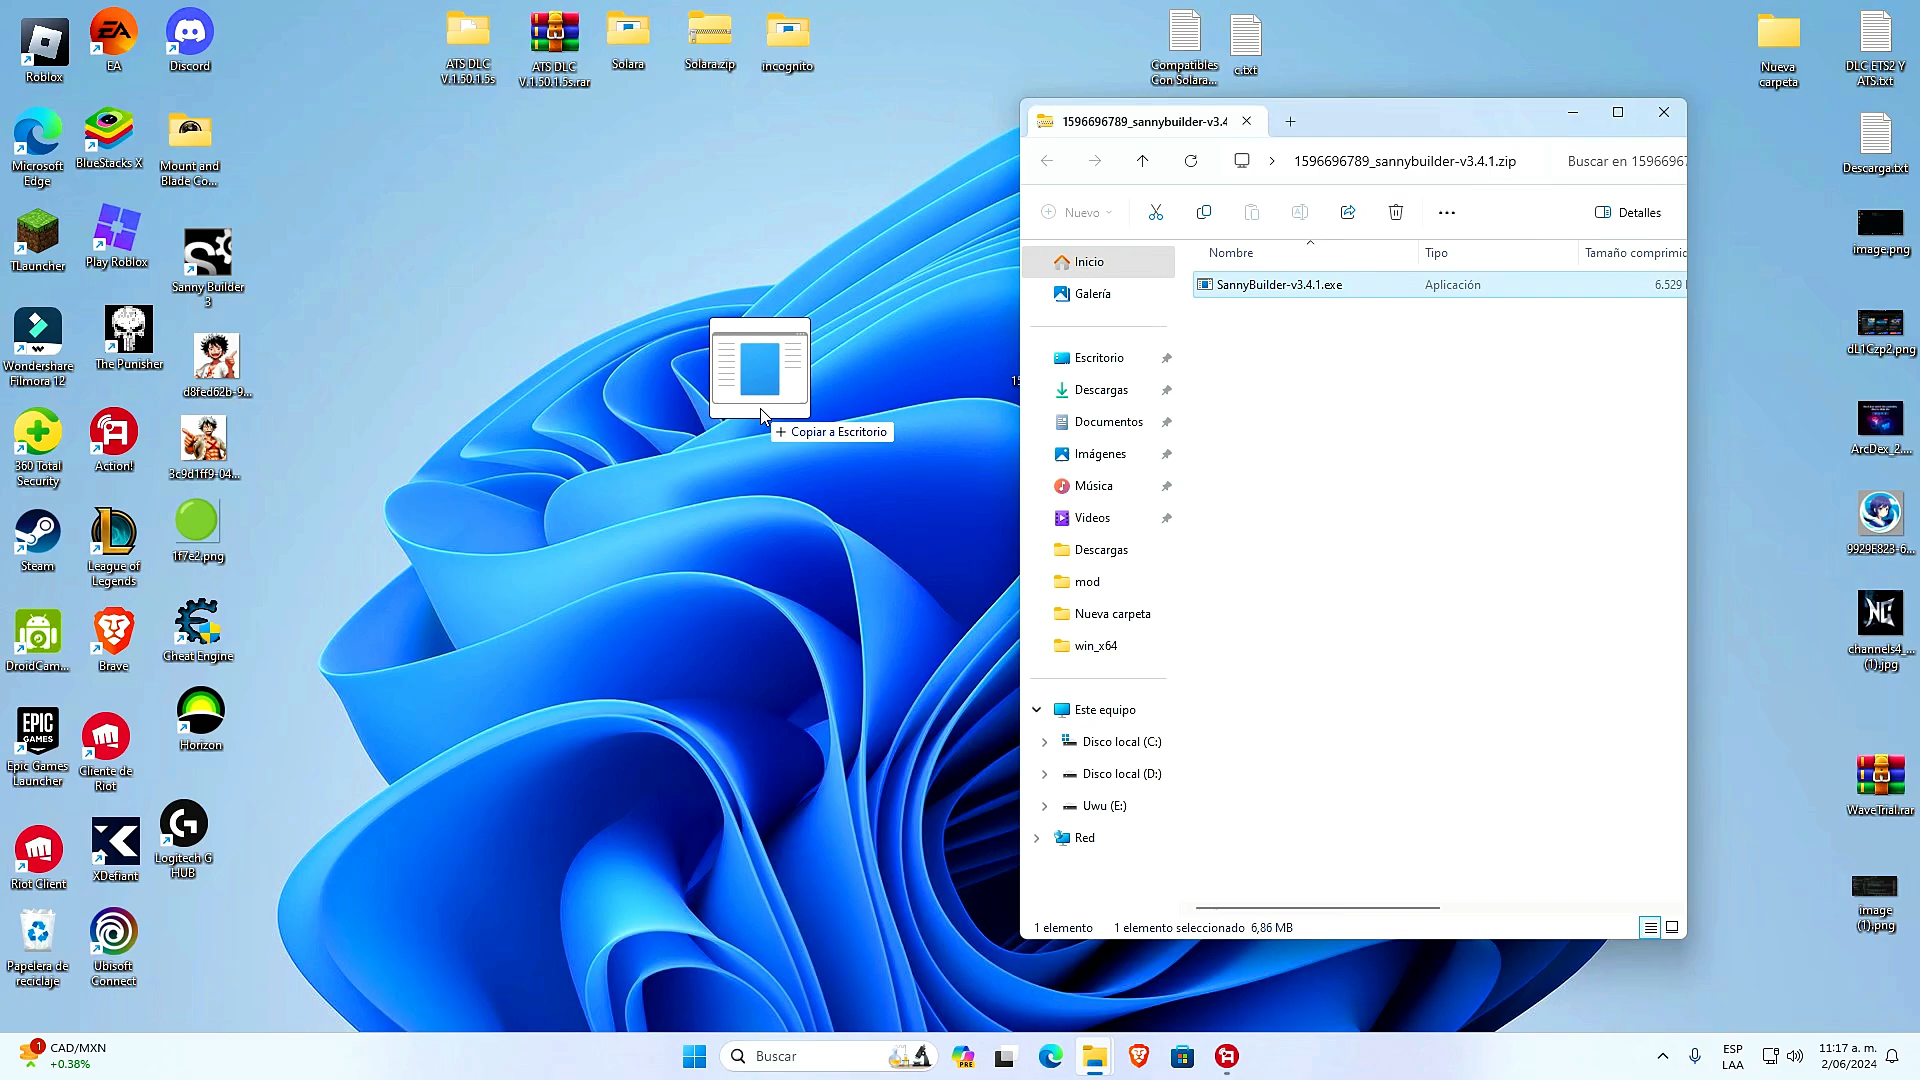 Roblox
EA
Discord
ATS DLC
V.1.50.1.5s
ATS DLC
V.1.50.1.5s.rar
Solara
Solara.zip
incognito
Compatibles
Con Solara...
c.txt
Nueva
carpeta
DLC ETS2 Y
ATS.txt
Microsoft
Edge
BlueStacks X
Mount and
Blade Co...
Descarga.txt
TLauncher
Play Roblox
Sanny Builder
3
image.png
Wondershare
Filmora 12
The Punisher
d8fed62b-9...
dL1Czp2.png
360 Total
Security
Action!
3c9d1ff9-04...
ArcDex_2....
Steam
League of
Legends
1f7e2.png
9929E823-6...
DroidCam...
Brave
Cheat Engine
channels4_...
(1).jpg
EPIC
GAMES
Epic Games
Launcher
Cliente de
Riot
Horizon
WaveTrial.rar
Riot Client
XDefiant
Logitech G
HUB
image
(1).png
Papelera de
reciclaje
Ubisoft
Connect
+ Copiar a Escritorio
1596696789_sannybuilder-v3.4
1596696789_sannybuilder-v3.4.1.zip
Buscar en 15966967
Nuevo
Detalles
Nombre
Tipo
Tamaño comprimic
SannyBuilder-v3.4.1.exe
Aplicación
6.529
Inicio
Galería
Escritorio
Descargas
Documentos
Imágenes
Música
Videos
Descargas
mod
Nueva carpeta
win_x64
Este equipo
Disco local (C:)
Disco local (D:)
Uwu (E:)
Red
1 elemento
1 elemento seleccionado 6,86 MB
1
CAD/MXN
+0.38%
Buscar
PRE
ESP
LAA
11:17 a. m.
2/06/2024